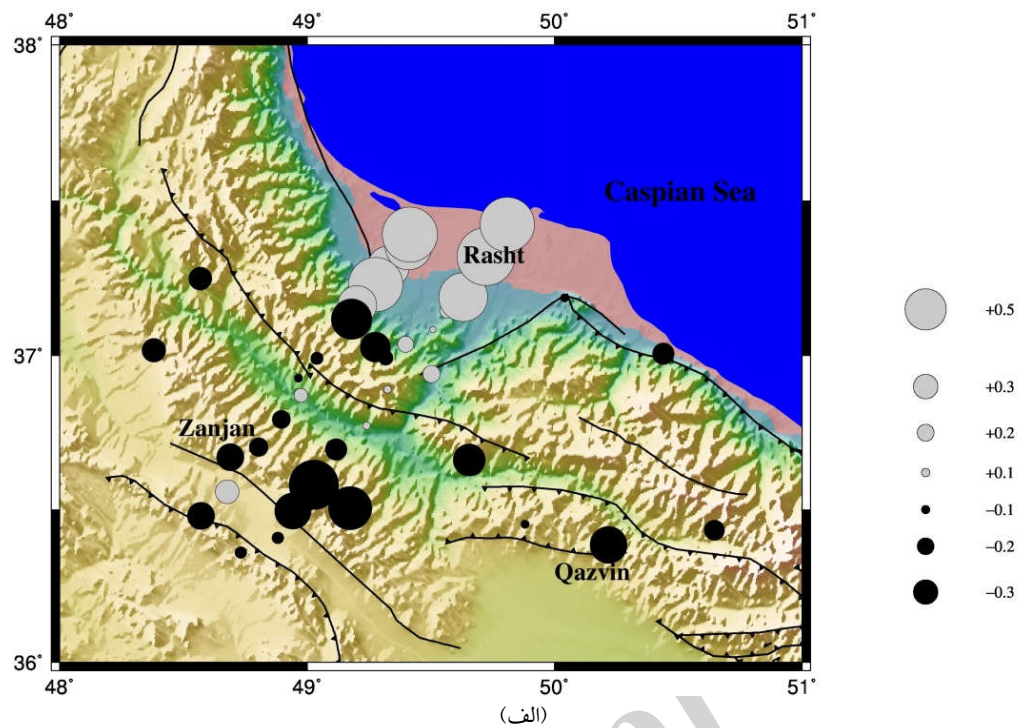 48° 49° 50° 51°
38°
Caspian Sea
Rasht
37°
Zanjan
Qazvin
36°
48° 49° 50° 51°
+0.5
+0.3
+0.2
+0.1
−0.1
−0.2
−0.3
(الف)